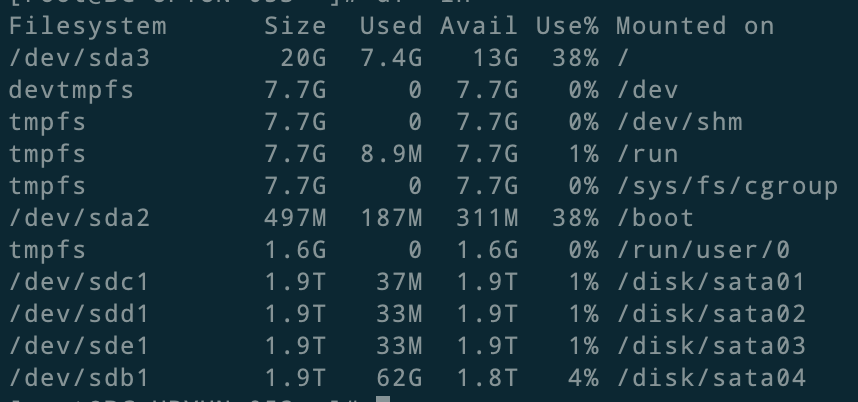 Filesystem Size Used Avail Use% Mounted on
/dev/sda3 20G 7.4G 13G 38% /
devtmpfs 7.7G 0 7.7G 0% /dev
tmpfs 7.7G 0 7.7G 0% /dev/shm
tmpfs 7.7G 8.9M 7.7G 1% /run
tmpfs 7.7G 0 7.7G 0% /sys/fs/cgroup
/dev/sda2 497M 187M 311M 38% /boot
tmpfs 1.6G 0 1.6G 0% /run/user/0
/dev/sdc1 1.9T 37M 1.9T 1% /disk/sata01
/dev/sdd1 1.9T 33M 1.9T 1% /disk/sata02
/dev/sde1 1.9T 33M 1.9T 1% /disk/sata03
/dev/sdb1 1.9T 62G 1.8T 4% /disk/sata04